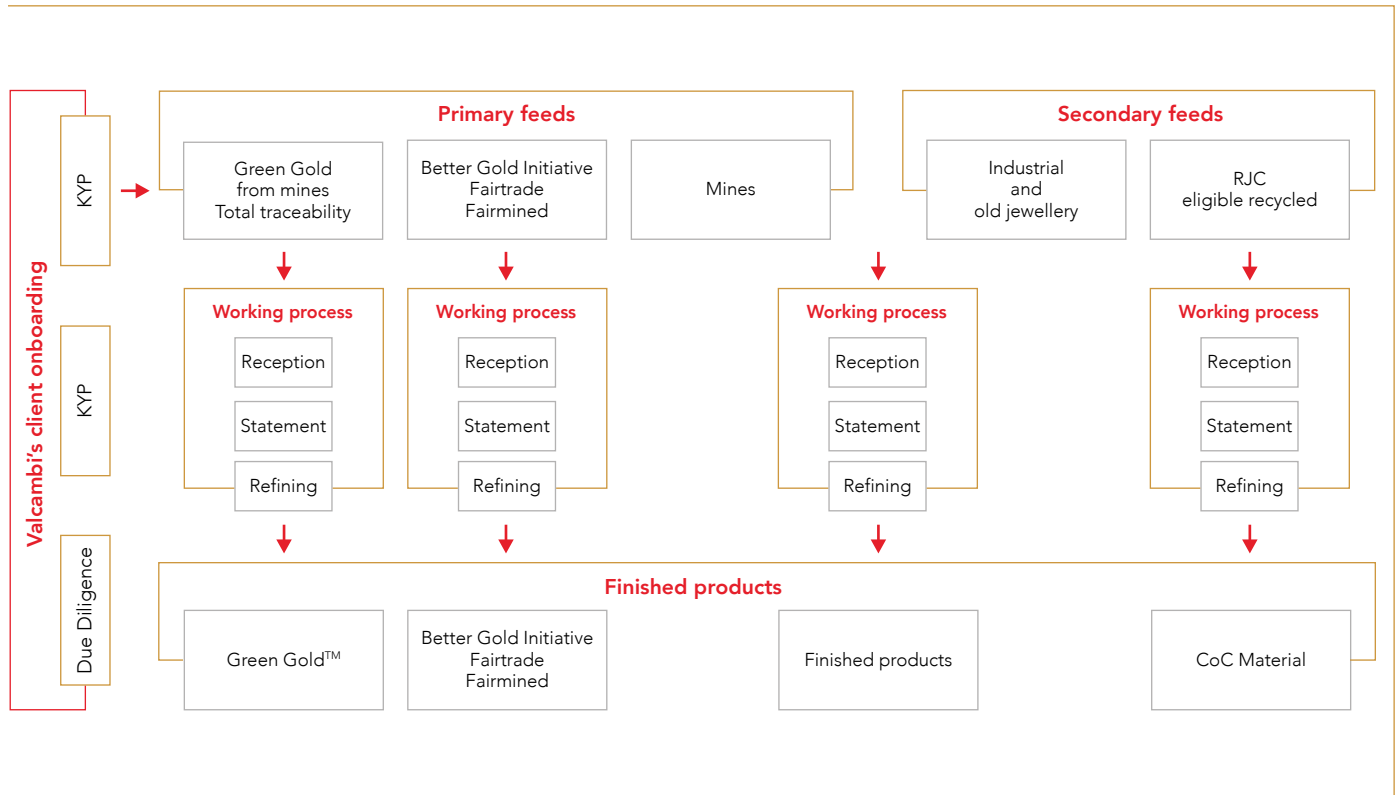 Valcambi's client onboarding
KYP
KYP
Due Diligence
Primary feeds
Green Gold
from mines
Total traceability
Better Gold Initiative
Fairtrade
Fairmined
Mines
Secondary feeds
Industrial
and
old jewellery
RJC
eligible recycled
Working process
Reception
Statement
Refining
Working process
Reception
Statement
Refining
Working process
Reception
Statement
Refining
Working process
Reception
Statement
Refining
Finished products
Green Gold™
Better Gold Initiative
Fairtrade
Fairmined
Finished products
CoC Material